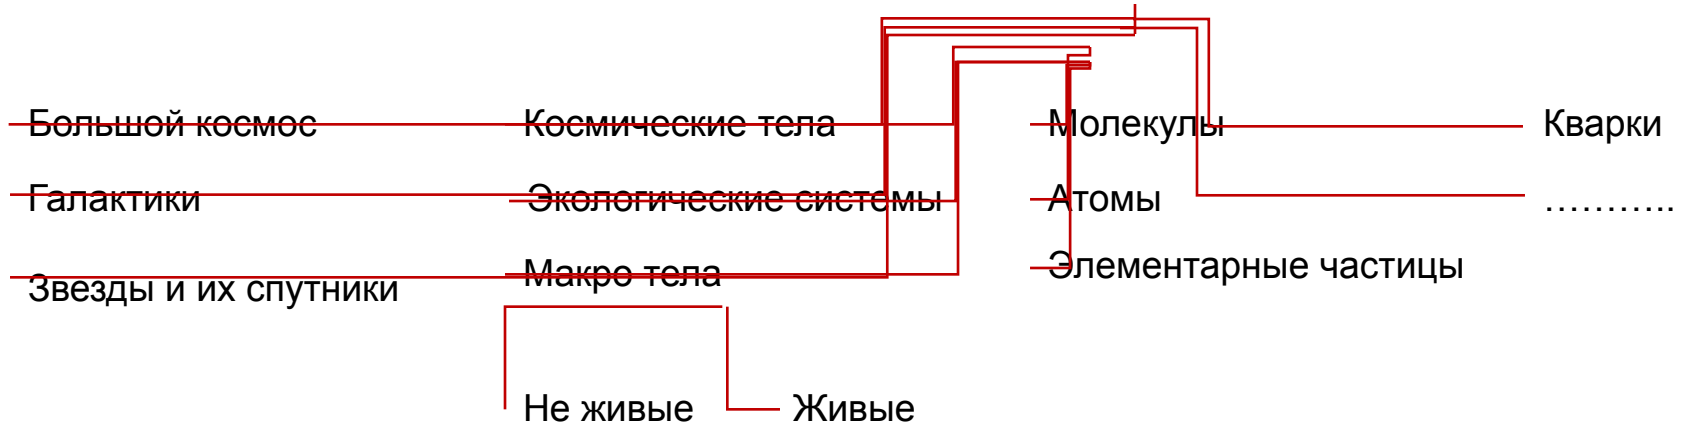 Большой космос
Космические тела
Молекулы
Кварки
Галактики
Экологические системы
Атомы
………..
Звезды и их спутники
Макро тела
Элементарные частицы
Не живые
Живые